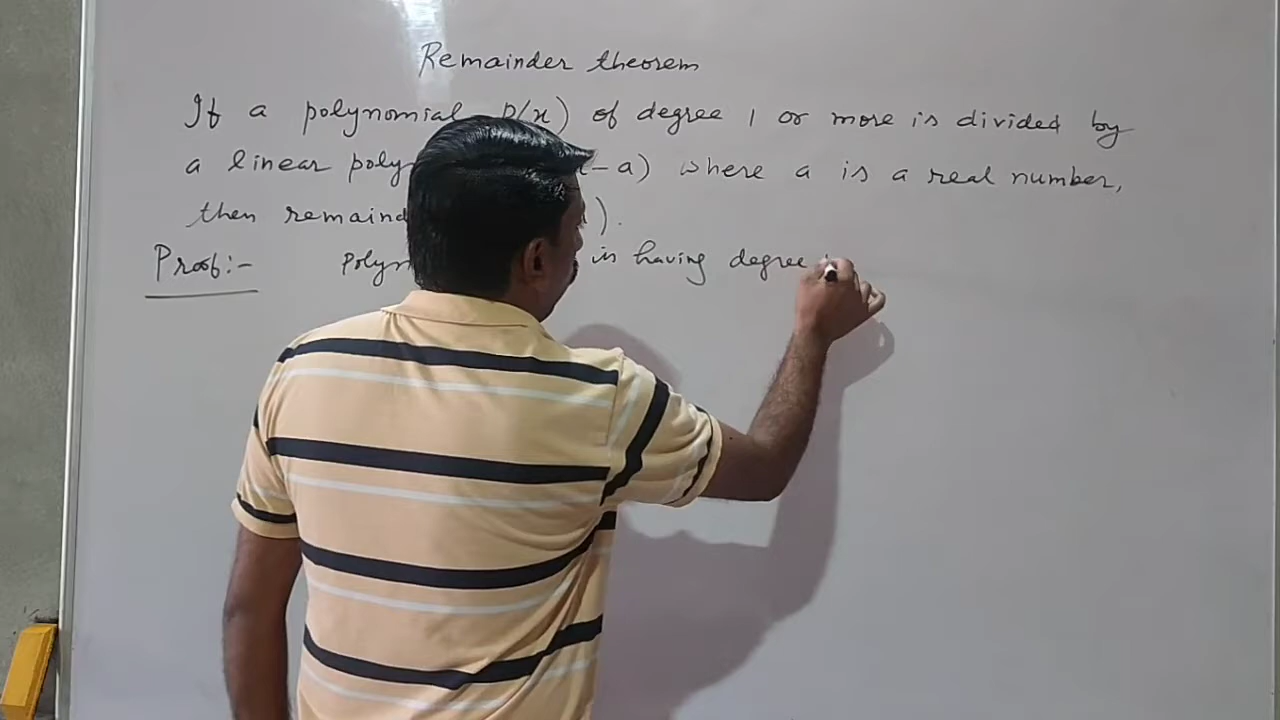 Remainder theorem
If a polynomial P(x) of degree 1 or more is divided by
a linear poly -a) where a is a real number,
then remaind ).
Proof:- polyn is having degree